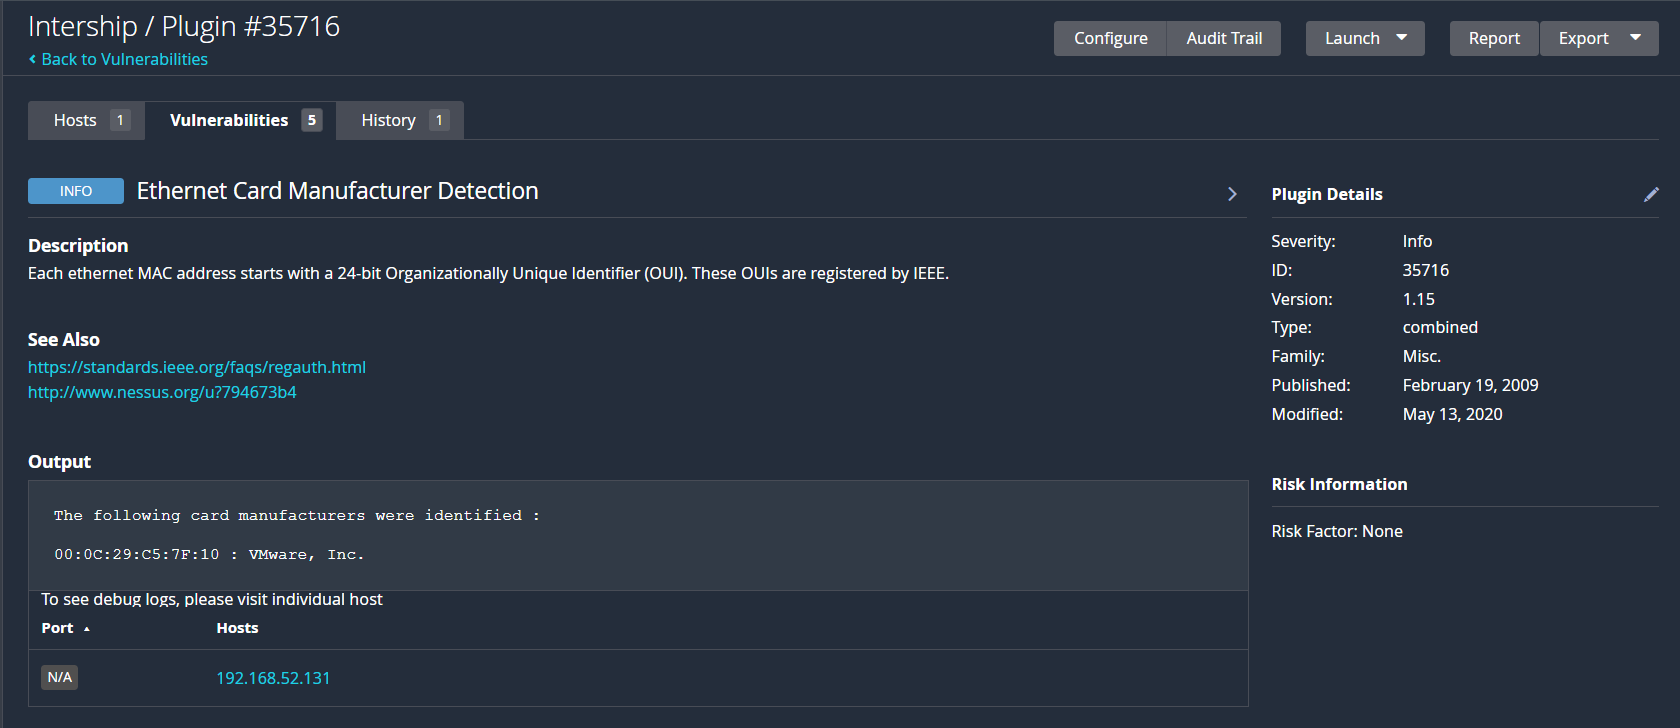 Intership / Plugin #35716
Back to Vulnerabilities
Configure
Audit Trail
Launch
Report
Export
Hosts 1
Vulnerabilities 5
History 1
INFO
Ethernet Card Manufacturer Detection
Description
Each ethernet MAC address starts with a 24-bit Organizationally Unique Identifier (OUI). These OUIs are registered by IEEE.
See Also
https://standards.ieee.org/faqs/regauth.html
http://www.nessus.org/u?794673b4
Output
The following card manufacturers were identified :
00:0C:29:C5:7F:10 : VMware, Inc.
To see debug logs, please visit individual host
Port Hosts
N/A 192.168.52.131
Plugin Details
Severity: Info
ID: 35716
Version: 1.15
Type: combined
Family: Misc.
Published: February 19, 2009
Modified: May 13, 2020
Risk Information
Risk Factor: None